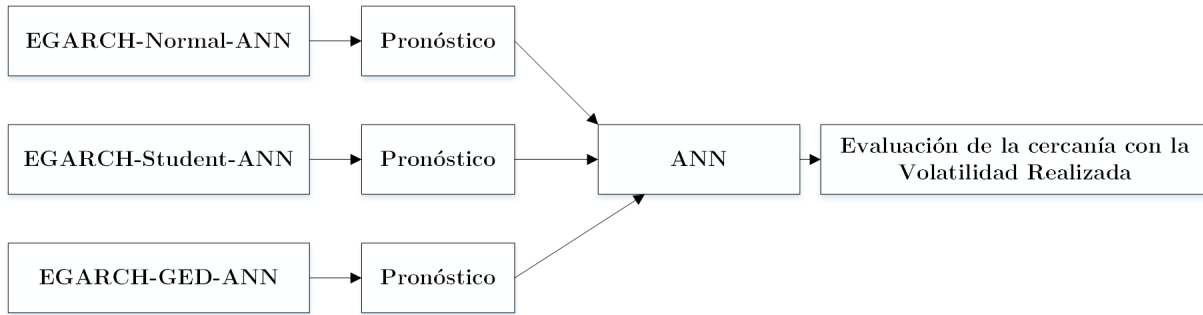 EGARCH-Normal-ANN
Pronóstico
EGARCH-Student-ANN
Pronóstico
ANN
Evaluación de la cercanía con la
Volatilidad Realizada
EGARCH-GED-ANN
Pronóstico